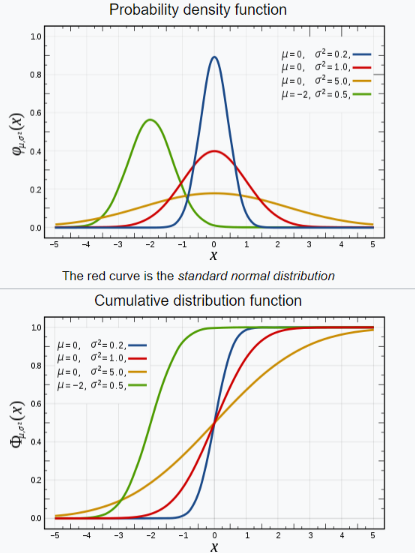 Probability density function
φμ,σ²(x)
1.0
0.8
0.6
0.4
0.2
0.0
μ=0, σ²=0.2,
μ=0, σ²=1.0,
μ=0, σ²=5.0,
μ=−2, σ²=0.5,
−5 −4 −3 −2 −1 0 1 2 3 4 5
x
The red curve is the standard normal distribution
Cumulative distribution function
Φμ,σ²(x)
1.0
0.8
0.6
0.4
0.2
0.0
μ=0, σ²=0.2,
μ=0, σ²=1.0,
μ=0, σ²=5.0,
μ=−2, σ²=0.5,
−5 −4 −3 −2 −1 0 1 2 3 4 5
x